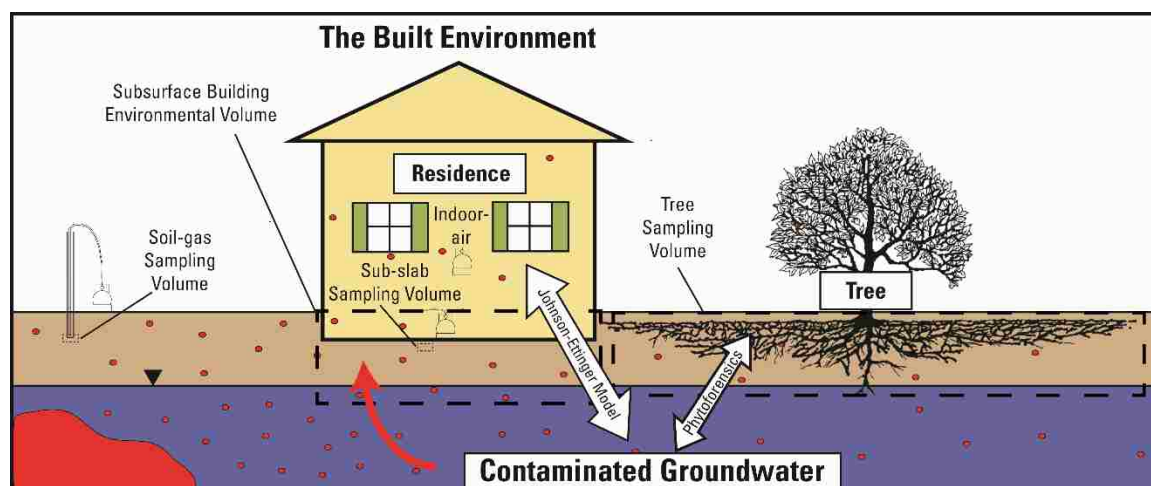 The Built Environment
Subsurface Building
Environmental Volume
Residence
Indoor-
air
Tree
Sampling
Volume
Soil-gas
Sampling
Volume
Sub-slab
Sampling Volume
Tree
Johnson-Ettinger Model
Phytoforensics
Contaminated Groundwater